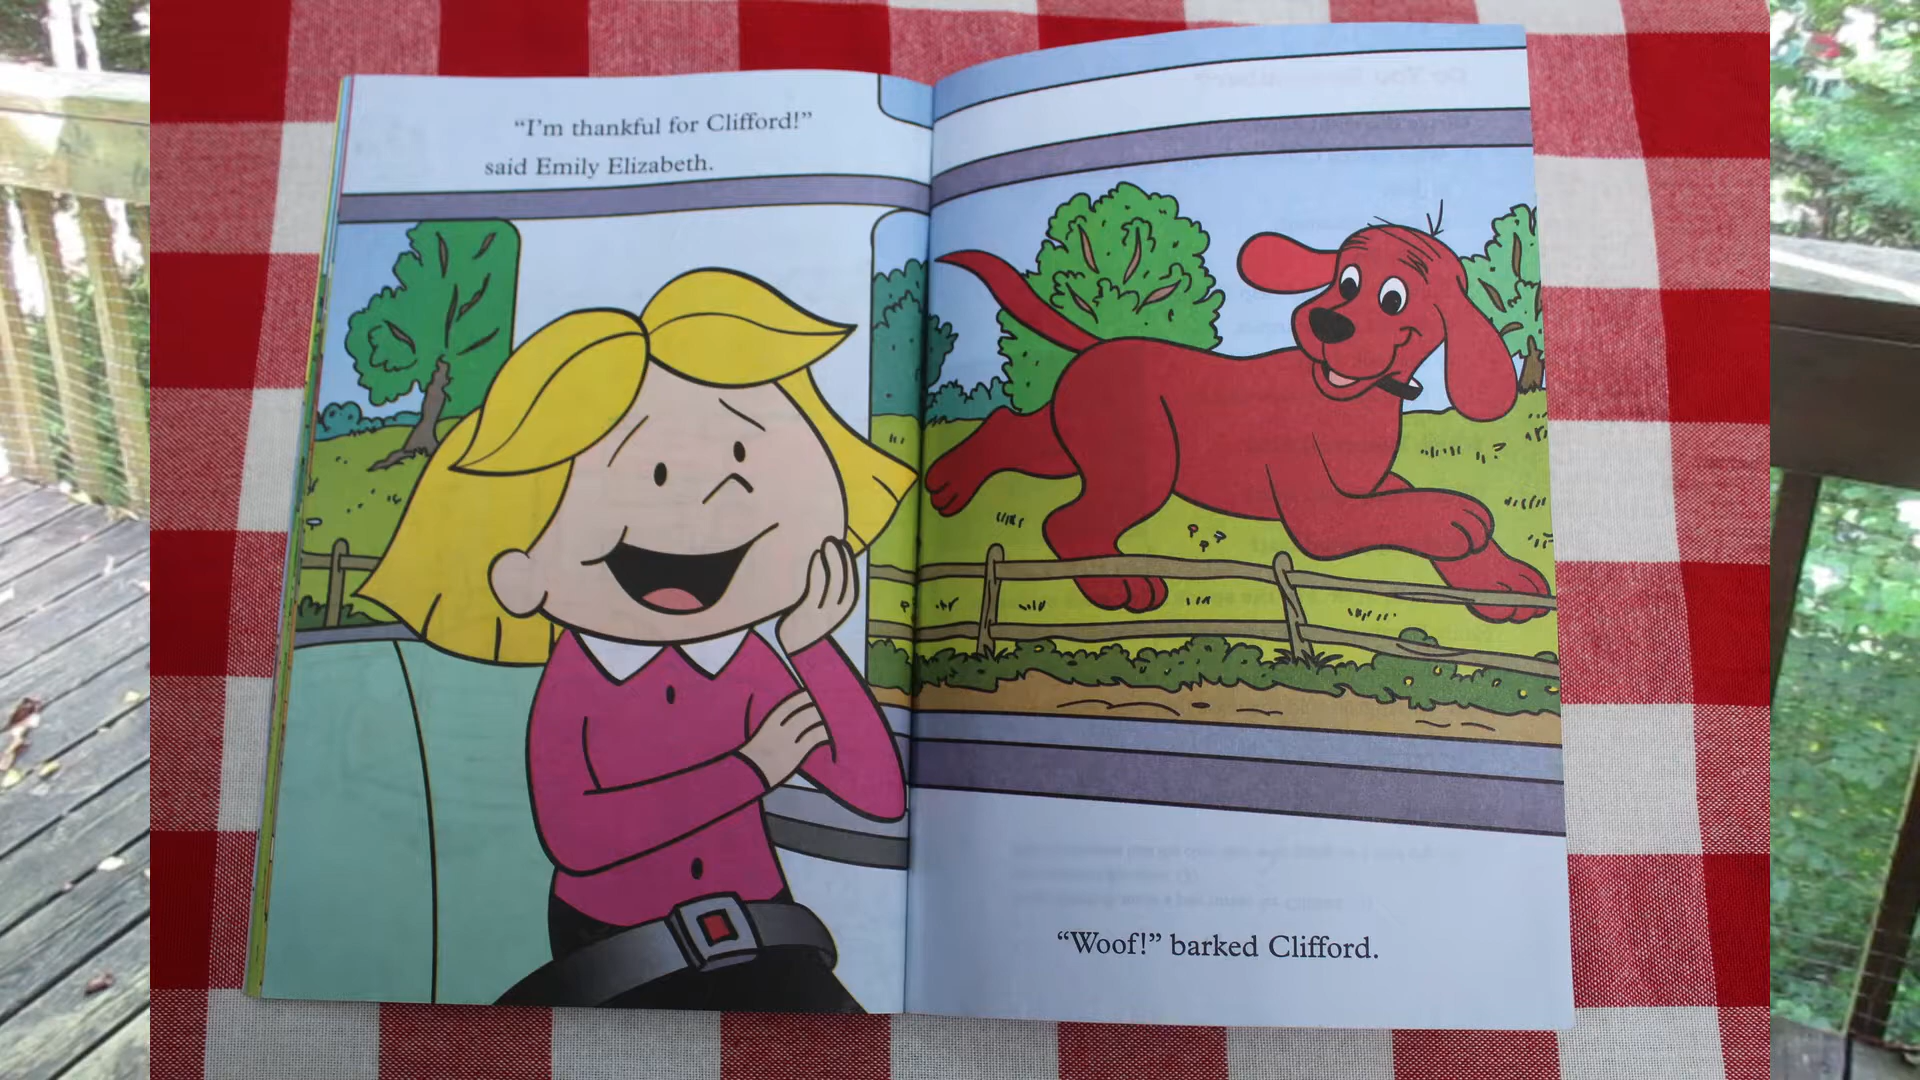 “I’m thankful for Clifford!”
said Emily Elizabeth.
“Woof!” barked Clifford.